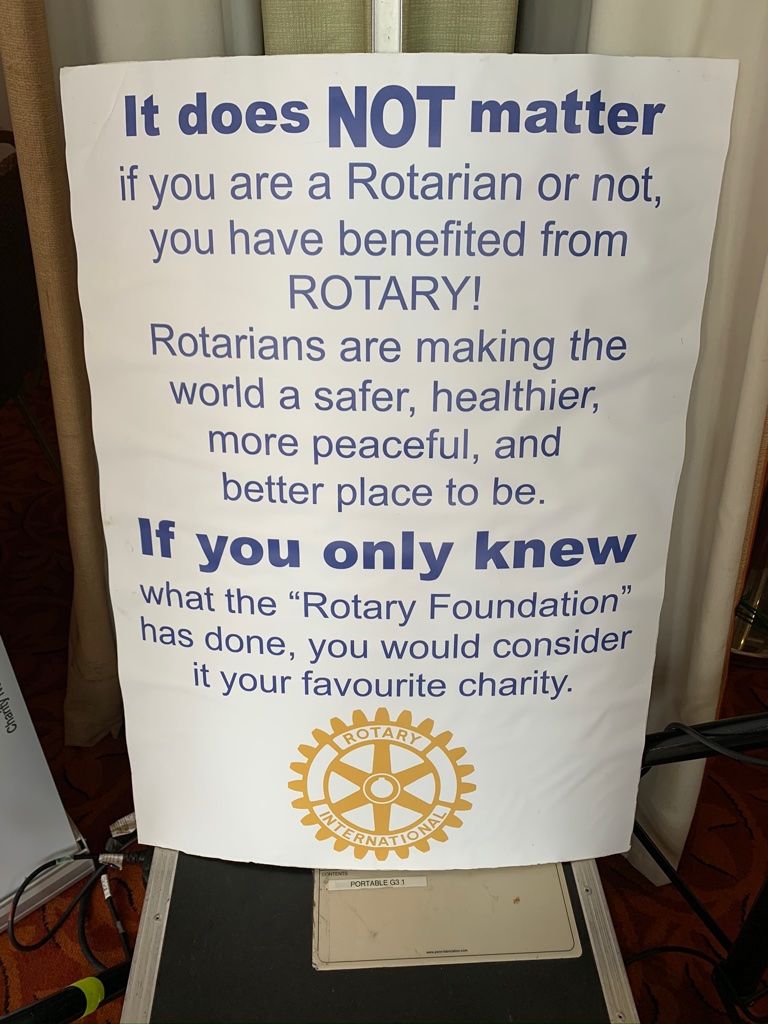 It does NOT matter
if you are a Rotarian or not,
you have benefited from
ROTARY!
Rotarians are making the
world a safer, healthier,
more peaceful, and
better place to be.
If you only knew
what the “Rotary Foundation”
has done, you would consider
it your favourite charity.
ROTARY
INTERNATIONAL
CONTENTS
PORTABLE G3 1
Charity